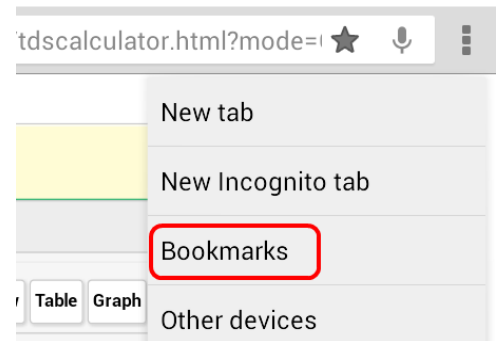 tdscalculator.html?mode=
New tab
New Incognito tab
Bookmarks
Table Graph
Other devices